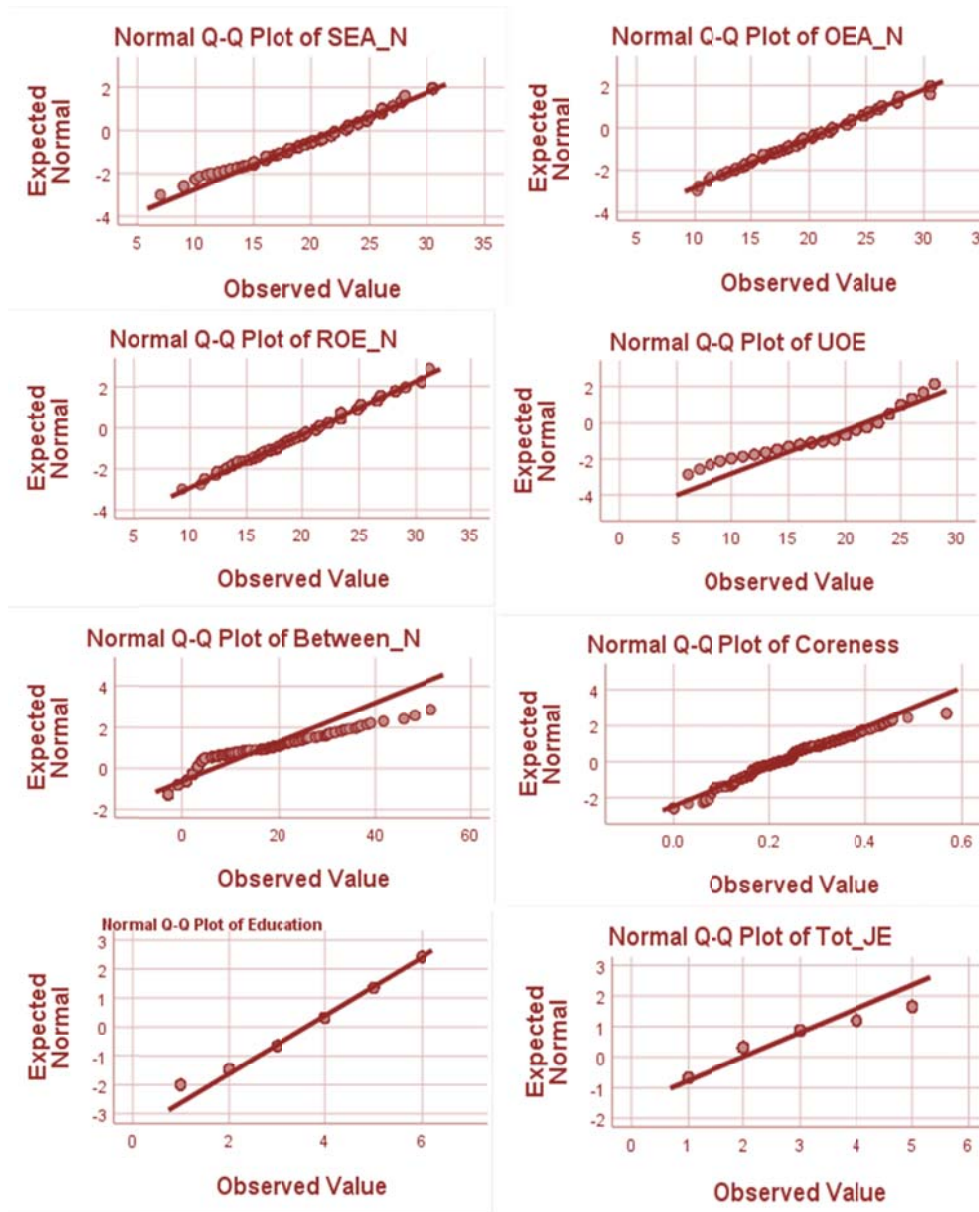 Normal Q-Q Plot of SEA_N
Expected
Normal
2
0
-2
-4
5 10 15 20 25 30 35
Observed Value
Normal Q-Q Plot of OEA_N
Expected
Normal
2
0
-2
-4
5 10 15 20 25 30
Observed Value
Normal Q-Q Plot of ROE_N
Expected
Normal
2
0
-2
-4
5 10 15 20 25 30 35
Observed Value
Normal Q-Q Plot of UOE
Expected
Normal
2
0
-2
-4
0 5 10 15 20 25 30
Observed Value
Normal Q-Q Plot of Between_N
Expected
Normal
4
2
0
-2
0 20 40 60
Observed Value
Normal Q-Q Plot of Coreness
Expected
Normal
4
2
0
-2
0.0 0.2 0.4 0.6
Observed Value
Normal Q-Q Plot of Education
Expected
Normal
3
2
1
0
-1
-2
-3
0 2 4 6
Observed Value
Normal Q-Q Plot of Tot_JE
Expected
Normal
3
2
1
0
-1
-2
0 1 2 3 4 5 6
Observed Value